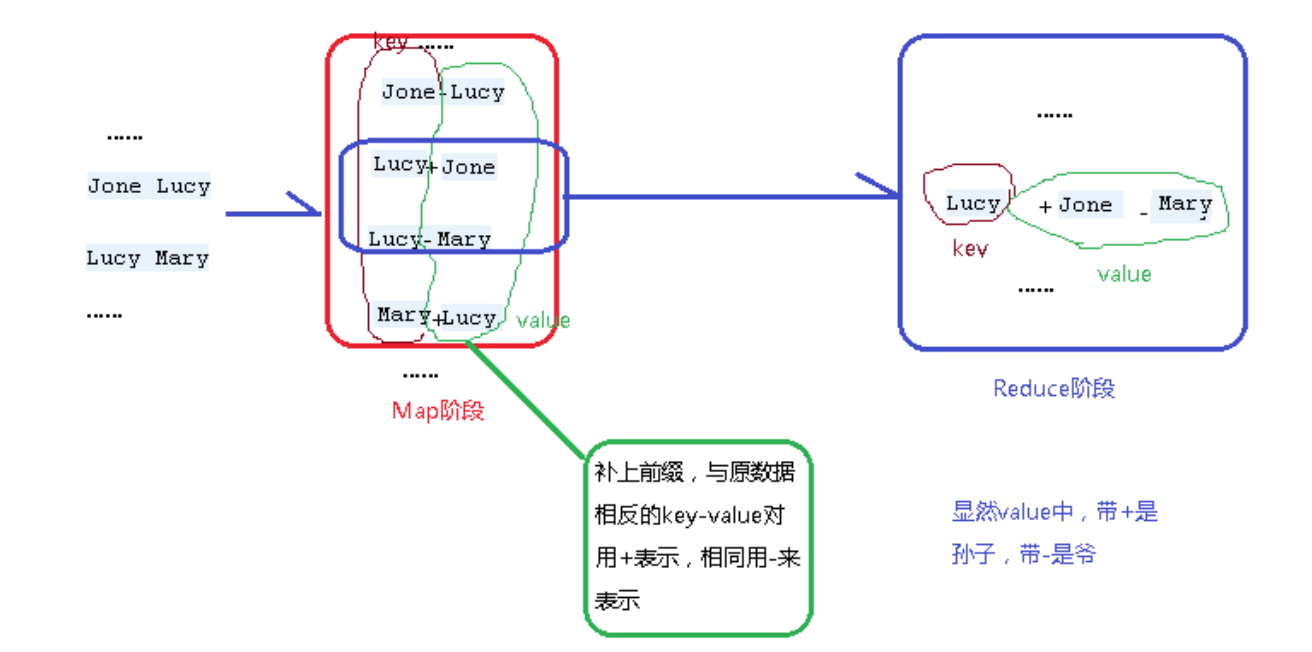 ……
Jone Lucy
Lucy Mary
……
key ……
Jone-Lucy
Lucy+Jone
Lucy-Mary
Mary+Lucy value
……
Map阶段
补上前缀，与原数据
相反的key-value对
用+表示，相同用-来
表示
……
Lucy +Jone -Mary
key
value
……
Reduce阶段
显然value中，带+是
孙子，带-是爷